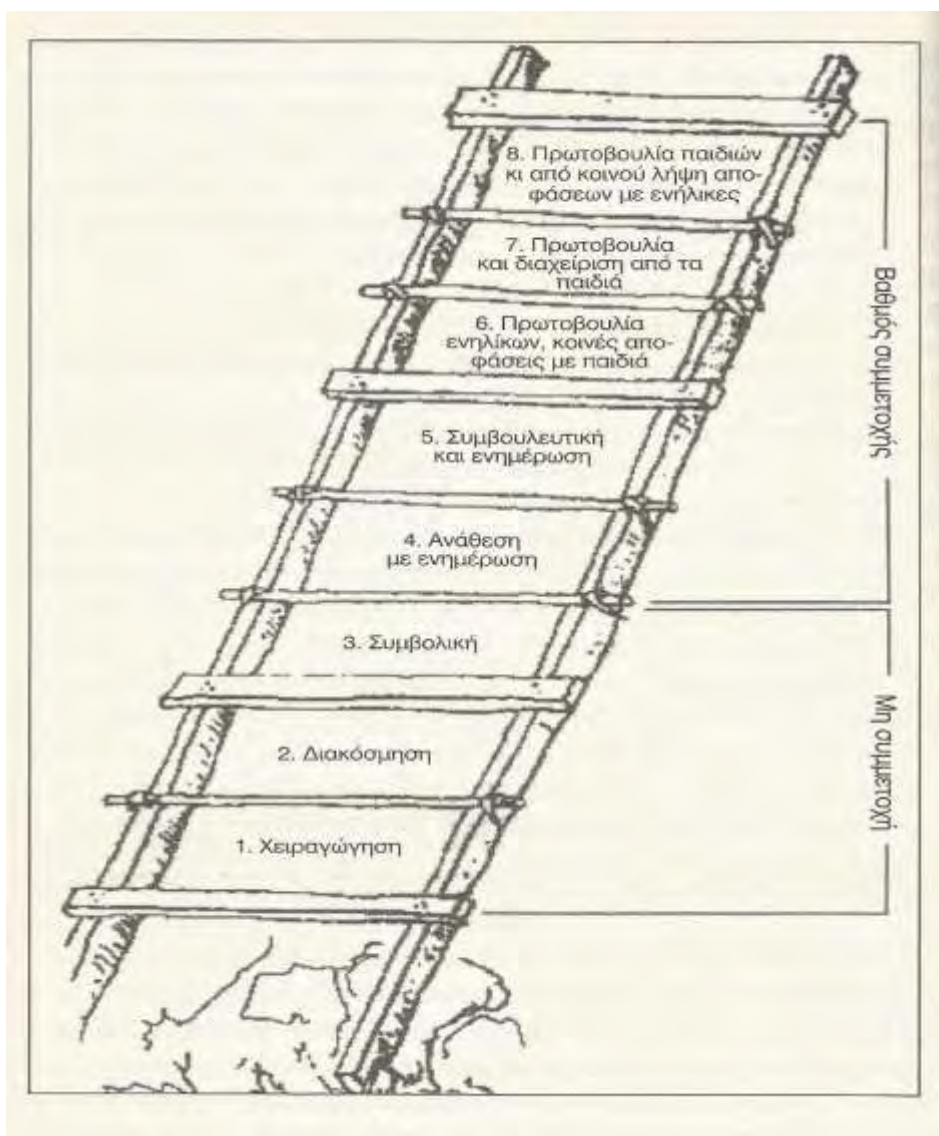 8. Πρωτοβουλία παιδιών
κι από κοινού λήψη απο-
φάσεων με ενήλικες
7. Πρωτοβουλία
και διαχείριση από τα
παιδιά
6. Πρωτοβουλία
ενηλίκων, κοινές απο-
φάσεις με παιδιά
5. Συμβουλευτική
και ενημέρωση
4. Ανάθεση
με ενημέρωση
3. Συμβολική
2. Διακόσμηση
1. Χειραγώγηση
Βαθμός συμμετοχής
Μη συμμετοχή